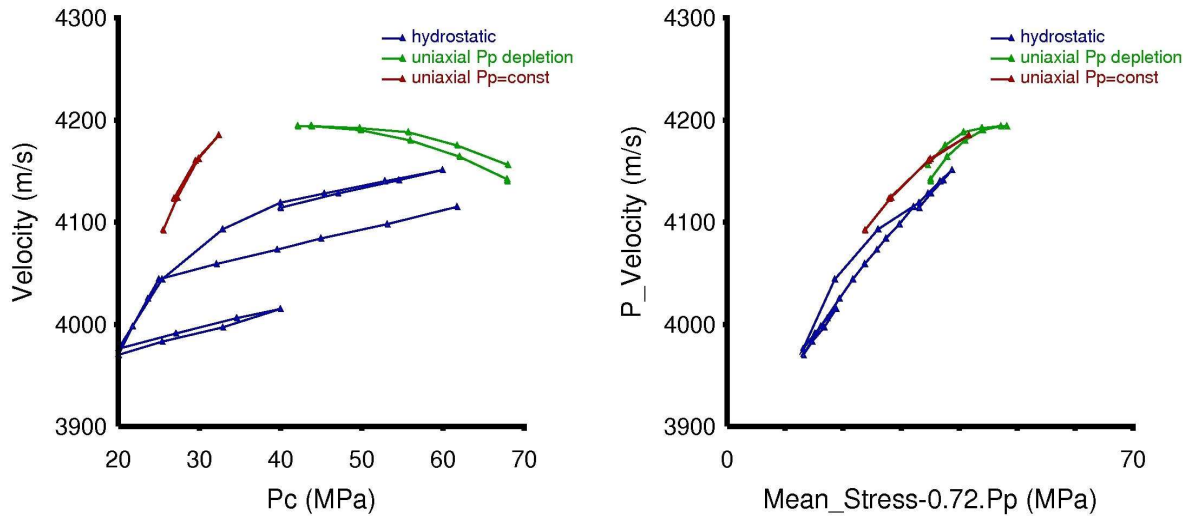 4300
4200
4100
4000
3900
Velocity (m/s)
hydrostatic
uniaxial Pp depletion
uniaxial Pp=const
20
30
40
50
60
70
Pc (MPa)
4300
4200
4100
4000
3900
P_Velocity (m/s)
hydrostatic
uniaxial Pp depletion
uniaxial Pp=const
0
70
Mean_Stress-0.72.Pp (MPa)